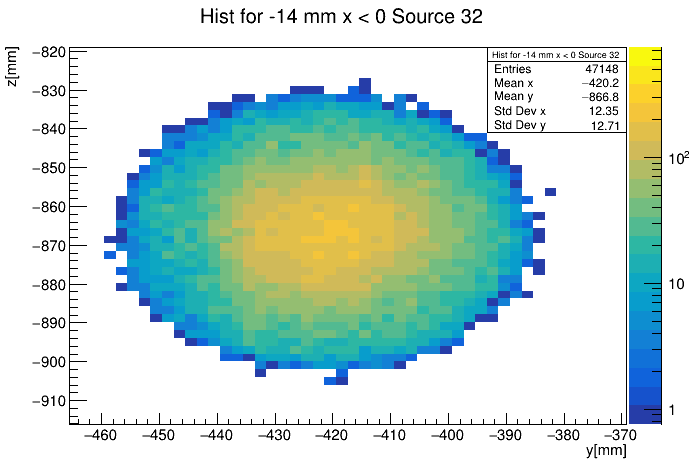 Hist for -14 mm x < 0 Source 32
z[mm]
Hist for -14 mm x < 0 Source 32
Entries 47148
Mean x −420.2
Mean y −866.8
Std Dev x 12.35
Std Dev y 12.71
−820
−830
−840
−850
−860
−870
−880
−890
−900
−910
10²
10
1
−460 −450 −440 −430 −420 −410 −400 −390 −380 −370
y[mm]